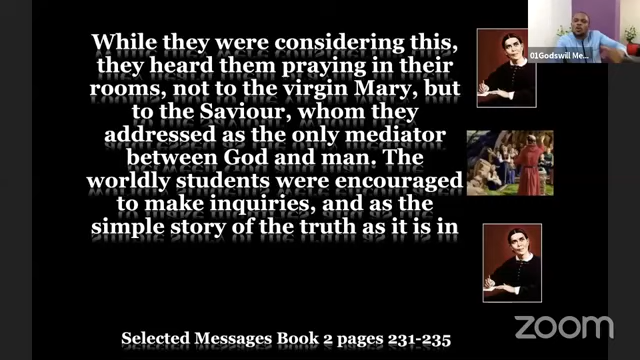 While they were considering this,
they heard them praying in their
rooms, not to the virgin Mary, but
to the Saviour, whom they
addressed as the only mediator
between God and man. The
worldly students were encouraged
to make inquiries, and as the
simple story of the truth as it is in
Selected Messages Book 2 pages 231-235
01Godswill Me...
zoom